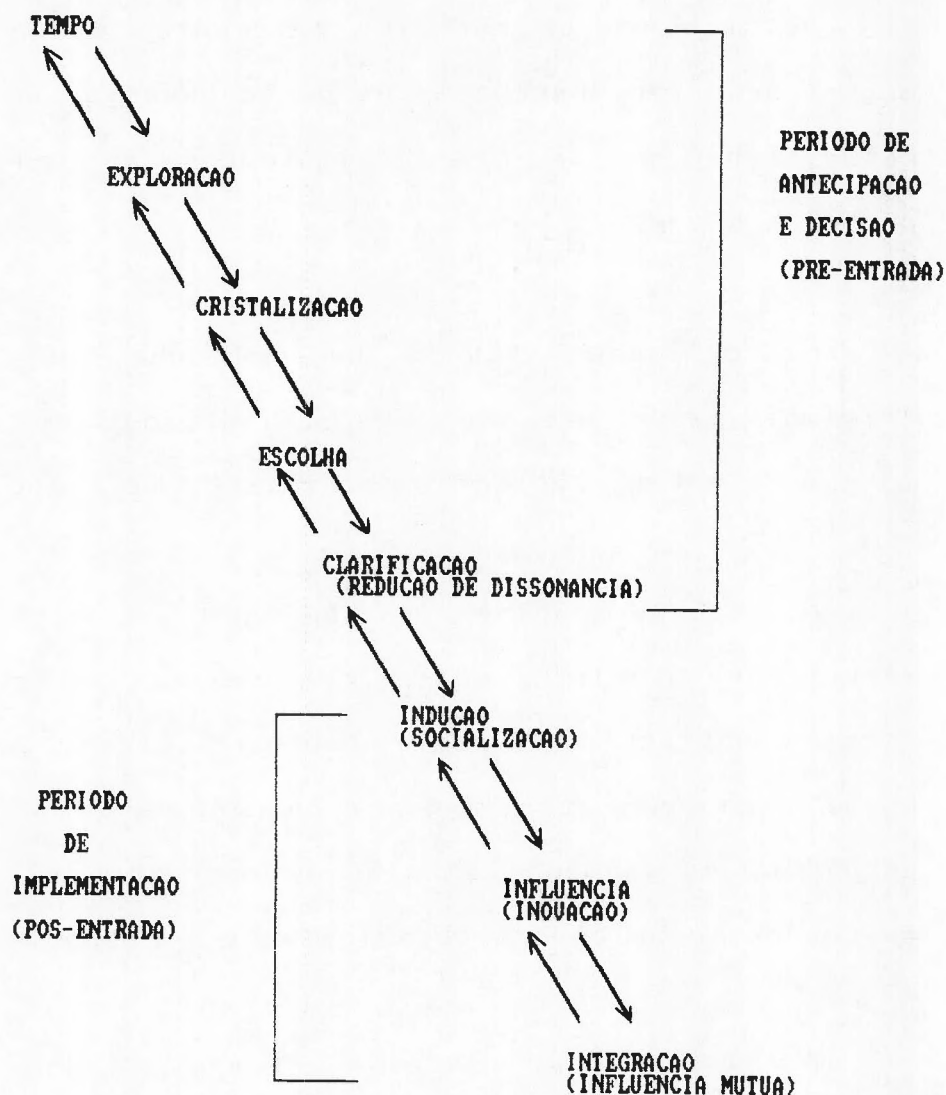 TEMPO
EXPLORACAO
CRISTALIZACAO
ESCOLHA
CLARIFICACAO
(REDUCAO DE DISSONANCIA)
PERIODO DE
ANTECIPACAO
E DECISAO
(PRE-ENTRADA)
INDUCAO
(SOCIALIZACAO)
INFLUENCIA
(INOVACAO)
INTEGRACAO
(INFLUENCIA MUTUA)
PERIODO
DE
IMPLEMENTACAO
(POS-ENTRADA)